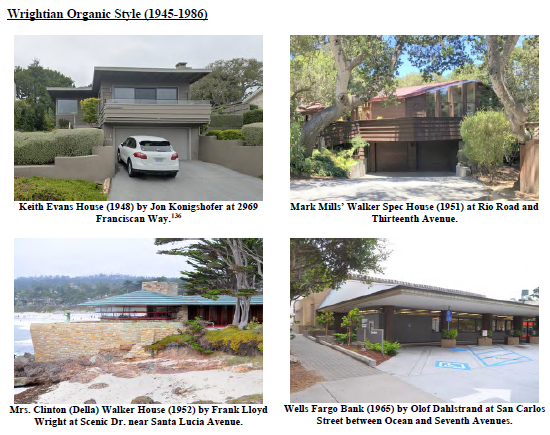 Wrightian Organic Style (1945-1986)
Keith Evans House (1948) by Jon Konigshofer at 2969
Franciscan Way.136
Mark Mills' Walker Spec House (1951) at Rio Road and
Thirteenth Avenue.
Mrs. Clinton (Della) Walker House (1952) by Frank Lloyd
Wright at Scenic Dr. near Santa Lucia Avenue.
Wells Fargo Bank (1965) by Olof Dahlstrand at San Carlos
Street between Ocean and Seventh Avenues.